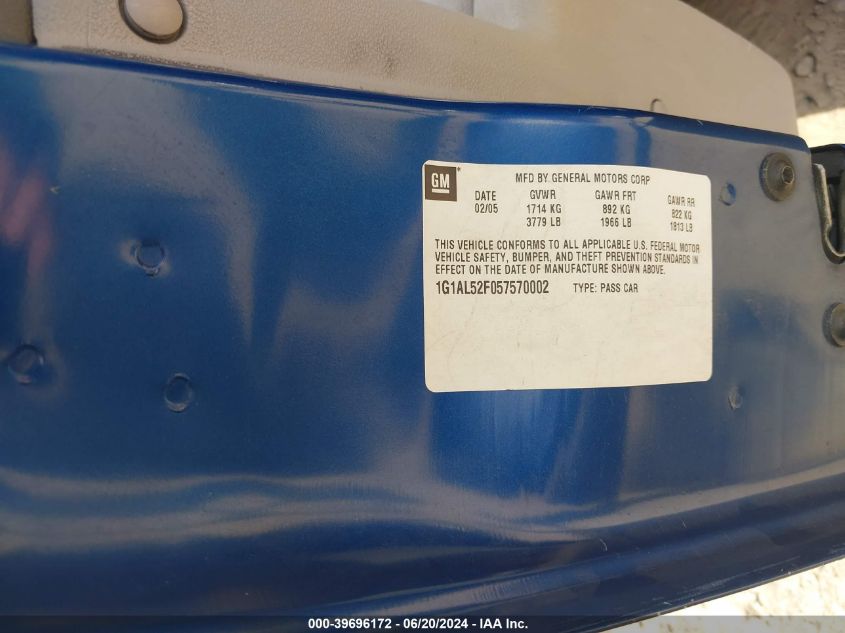 GM
MFD BY GENERAL MOTORS CORP
DATE GVWR GAWR FRT GAWR RR
02/05 1714 KG 892 KG 822 KG
3779 LB 1966 LB 1813 LB
THIS VEHICLE CONFORMS TO ALL APPLICABLE U.S. FEDERAL MOTOR
VEHICLE SAFETY, BUMPER, AND THEFT PREVENTION STANDARDS IN
EFFECT ON THE DATE OF MANUFACTURE SHOWN ABOVE.
1G1AL52F057570002 TYPE: PASS CAR
000-39696172 - 06/20/2024 - IAA Inc.